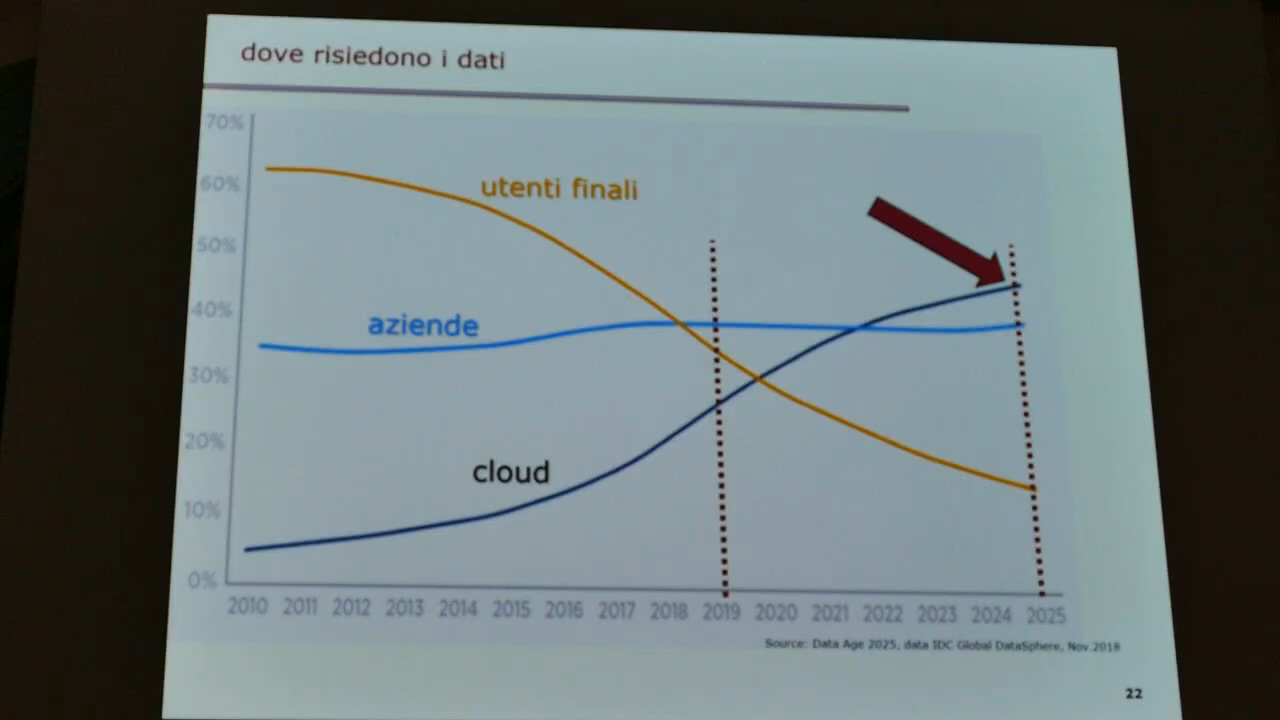 dove risiedono i dati
70%
60%
utenti finali
50%
40%
aziende
30%
20%
cloud
10%
0%
2010 2011 2012 2013 2014 2015 2016 2017 2018 2019 2020 2021 2022 2023 2024 2025
Source: Data Age 2025, data IDC Global DataSphere, Nov.2018
22